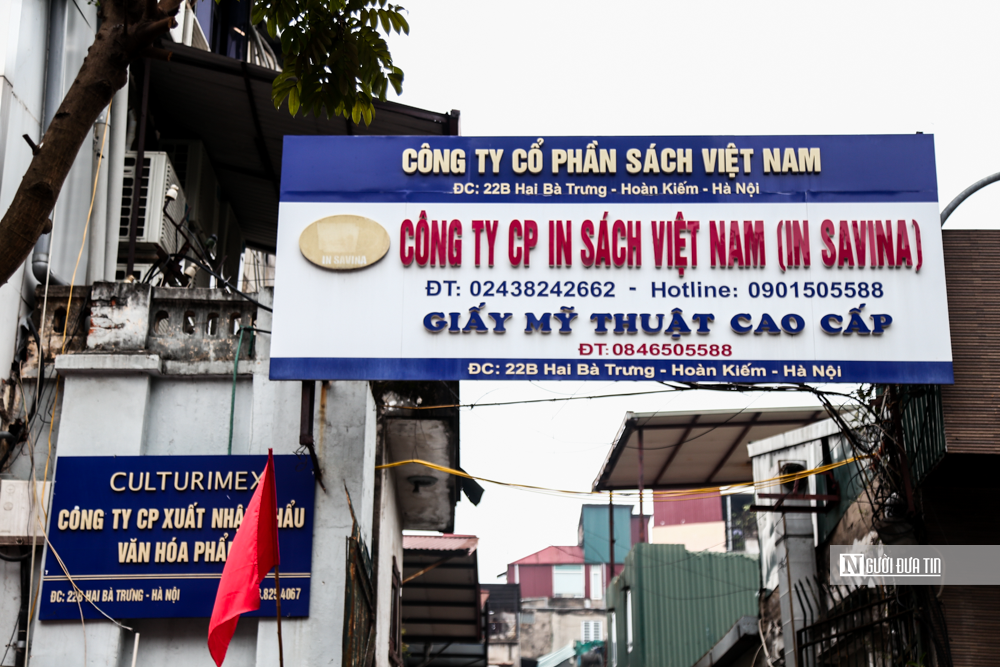 CÔNG TY CỔ PHẦN SÁCH VIỆT NAM
ĐC: 22B Hai Bà Trưng - Hoàn Kiếm - Hà Nội
IN SAVINA
CÔNG TY CP IN SÁCH VIỆT NAM (IN SAVINA)
ĐT: 02438242662 - Hotline: 0901505588
GIẤY MỸ THUẬT CAO CẤP
ĐT: 0846505588
ĐC: 22B Hai Bà Trưng - Hoàn Kiếm - Hà Nội
CULTURIMEX
CÔNG TY CP XUẤT
VĂN HÓA
ĐC: 22B HAI BÀ TRƯNG - HÀ NỘI
NGƯỜI ĐƯA TIN